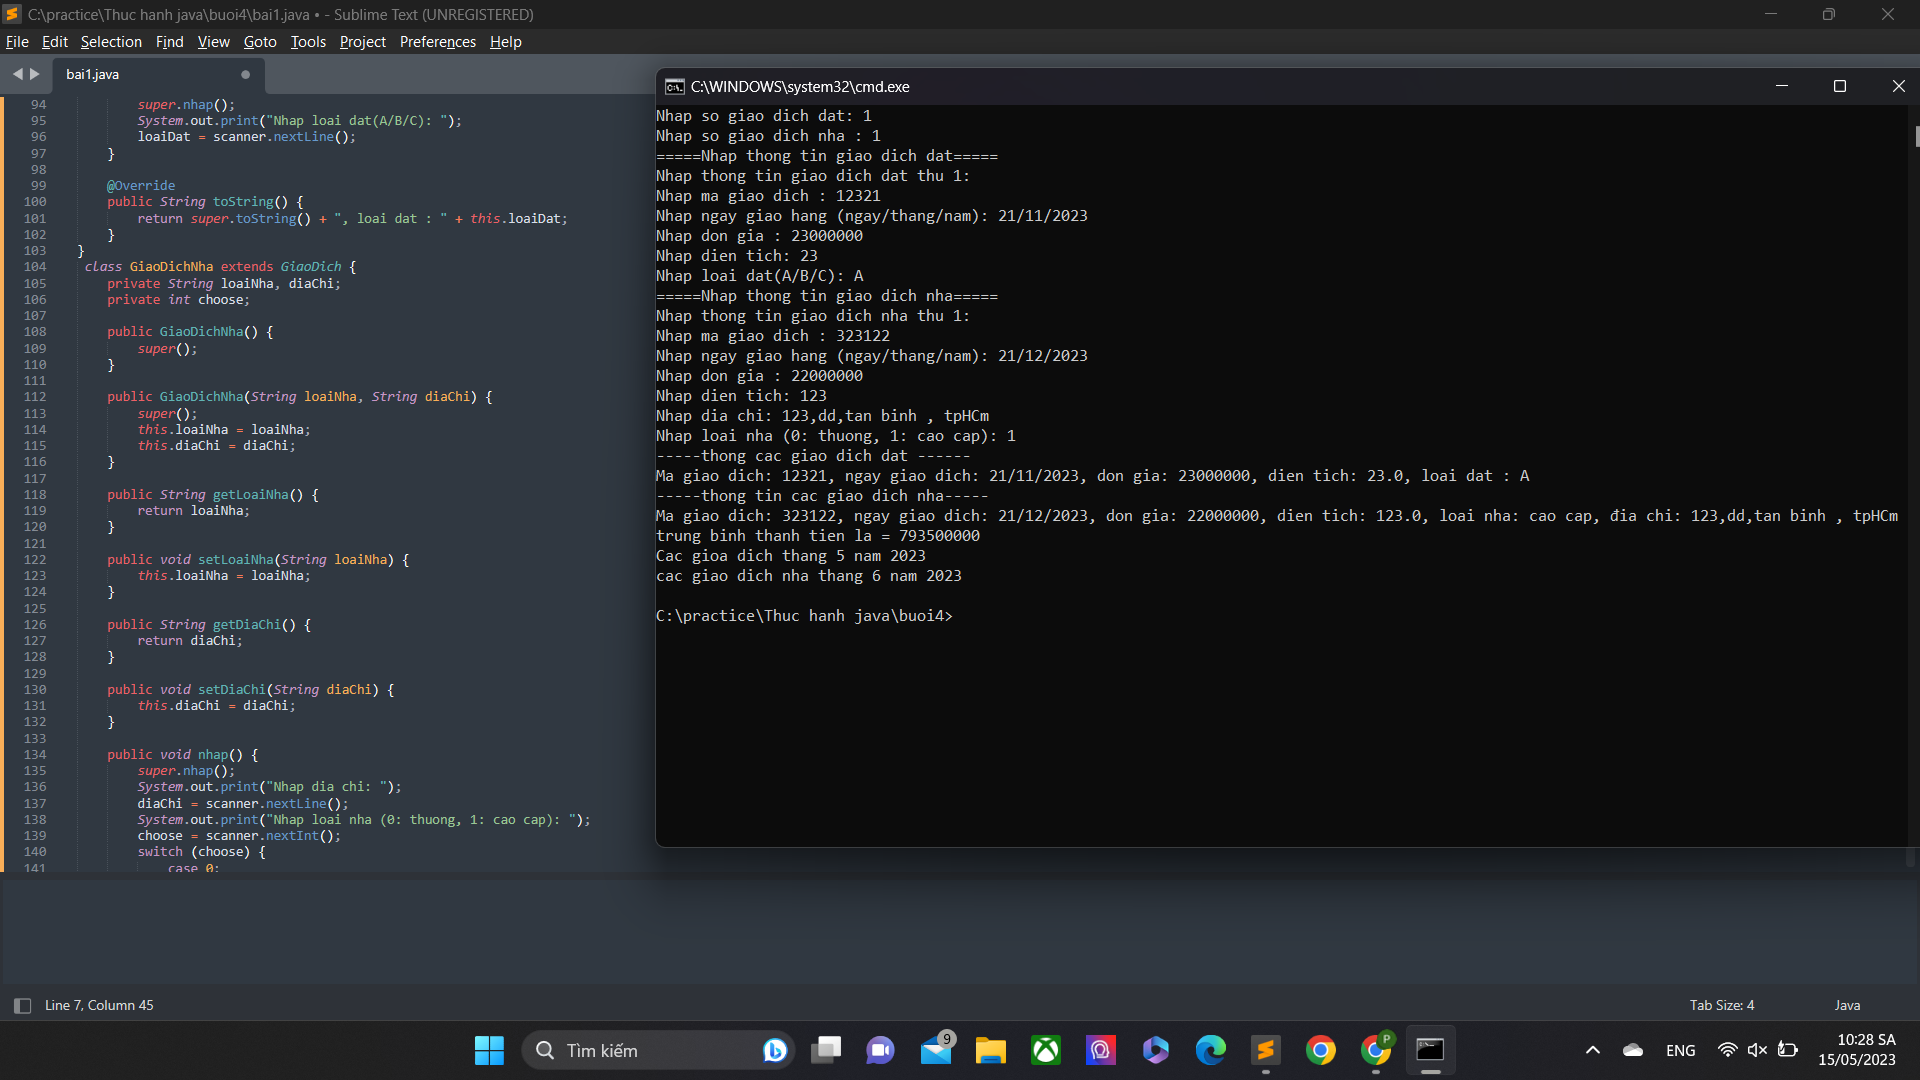 C:\practice\Thuc hanh java\buoi4\bai1.java • - Sublime Text (UNREGISTERED)
File Edit Selection Find View Goto Tools Project Preferences Help
bai1.java
94 super.nhap();
95 System.out.print("Nhap loai dat(A/B/C): ");
96 loaiDat = scanner.nextLine();
97 }
98
99 @Override
100 public String toString() {
101 return super.toString() + ", loai dat : " + this.loaiDat;
102 }
103 }
104 class GiaoDichNha extends GiaoDich {
105 private String loaiNha, diaChi;
106 private int choose;
107
108 public GiaoDichNha() {
109 super();
110 }
111
112 public GiaoDichNha(String loaiNha, String diaChi) {
113 super();
114 this.loaiNha = loaiNha;
115 this.diaChi = diaChi;
116 }
117
118 public String getLoaiNha() {
119 return loaiNha;
120 }
121
122 public void setLoaiNha(String loaiNha) {
123 this.loaiNha = loaiNha;
124 }
125
126 public String getDiaChi() {
127 return diaChi;
128 }
129
130 public void setDiaChi(String diaChi) {
131 this.diaChi = diaChi;
132 }
133
134 public void nhap() {
135 super.nhap();
136 System.out.print("Nhap dia chi: ");
137 diaChi = scanner.nextLine();
138 System.out.print("Nhap loai nha (0: thuong, 1: cao cap): ");
139 choose = scanner.nextInt();
140 switch (choose) {
141 case 0:
C:\WINDOWS\system32\cmd.exe
Nhap so giao dich dat: 1
Nhap so giao dich nha : 1
=====Nhap thong tin giao dich dat=====
Nhap thong tin giao dich dat thu 1:
Nhap ma giao dich : 12321
Nhap ngay giao hang (ngay/thang/nam): 21/11/2023
Nhap don gia : 23000000
Nhap dien tich: 23
Nhap loai dat(A/B/C): A
=====Nhap thong tin giao dich nha=====
Nhap thong tin giao dich nha thu 1:
Nhap ma giao dich : 323122
Nhap ngay giao hang (ngay/thang/nam): 21/12/2023
Nhap don gia : 22000000
Nhap dien tich: 123
Nhap dia chi: 123,dd,tan binh , tpHCm
Nhap loai nha (0: thuong, 1: cao cap): 1
-----thong cac giao dich dat ------
Ma giao dich: 12321, ngay giao dich: 21/11/2023, don gia: 23000000, dien tich: 23.0, loai dat : A
-----thong tin cac giao dich nha-----
Ma giao dich: 323122, ngay giao dich: 21/12/2023, don gia: 22000000, dien tich: 123.0, loai nha: cao cap, đia chi: 123,dd,tan binh , tpHCm
trung binh thanh tien la = 793500000
Cac gioa dich thang 5 nam 2023
cac giao dich nha thang 6 nam 2023
C:\practice\Thuc hanh java\buoi4>
Line 7, Column 45
Tab Size: 4
Java
Tìm kiếm
9
P
ENG
10:28 SA
15/05/2023